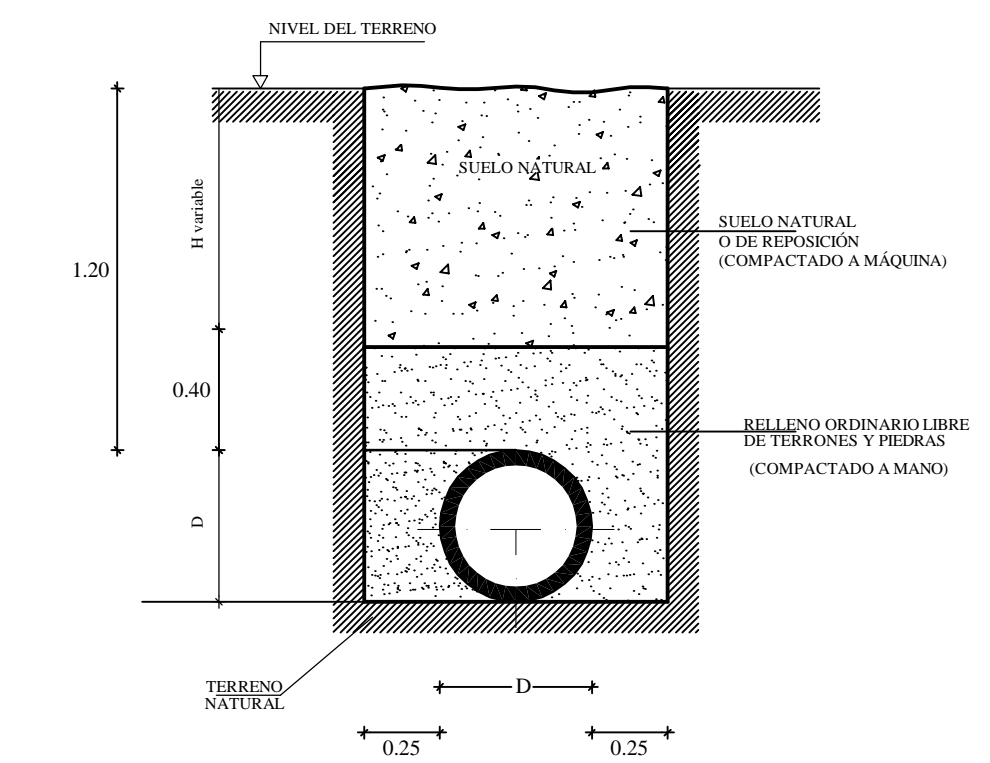 NIVEL DEL TERRENO
SUELO NATURAL
H variable
SUELO NATURAL
O DE REPOSICIÓN
(COMPACTADO A MÁQUINA)
1.20
0.40
RELLENO ORDINARIO LIBRE
DE TERRONES Y PIEDRAS
(COMPACTADO A MANO)
D
TERRENO
NATURAL
D
0.25
0.25